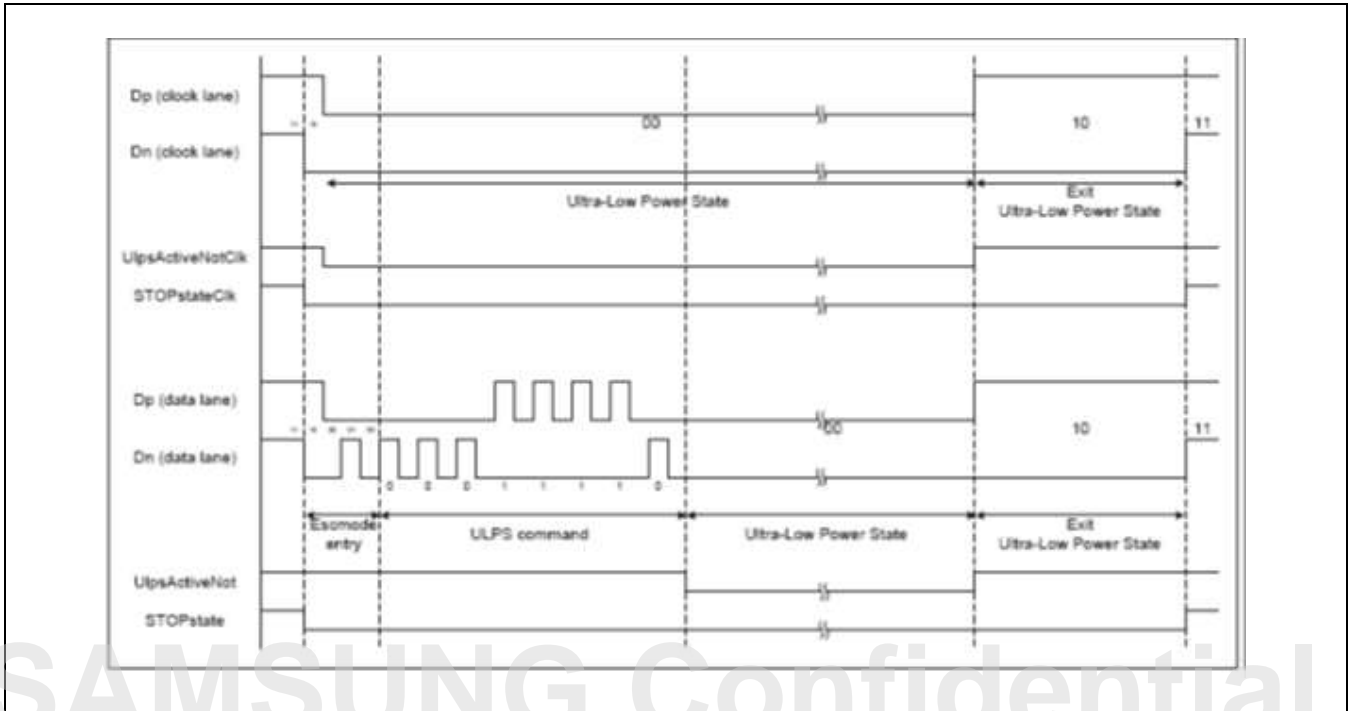 Dp (clock lane)
00
10
11
Dn (clock lane)
Ultra-Low Power State
Exit
Ultra-Low Power State
UlpsActiveNotClk
STOPstateClk
Dp (data lane)
00
10
11
Dn (data lane)
0 0 0 1 1 1 1 0
Escmode
entry
ULPS command
Ultra-Low Power State
Exit
Ultra-Low Power State
UlpsActiveNot
STOPstate
SAMSUNG Confidential